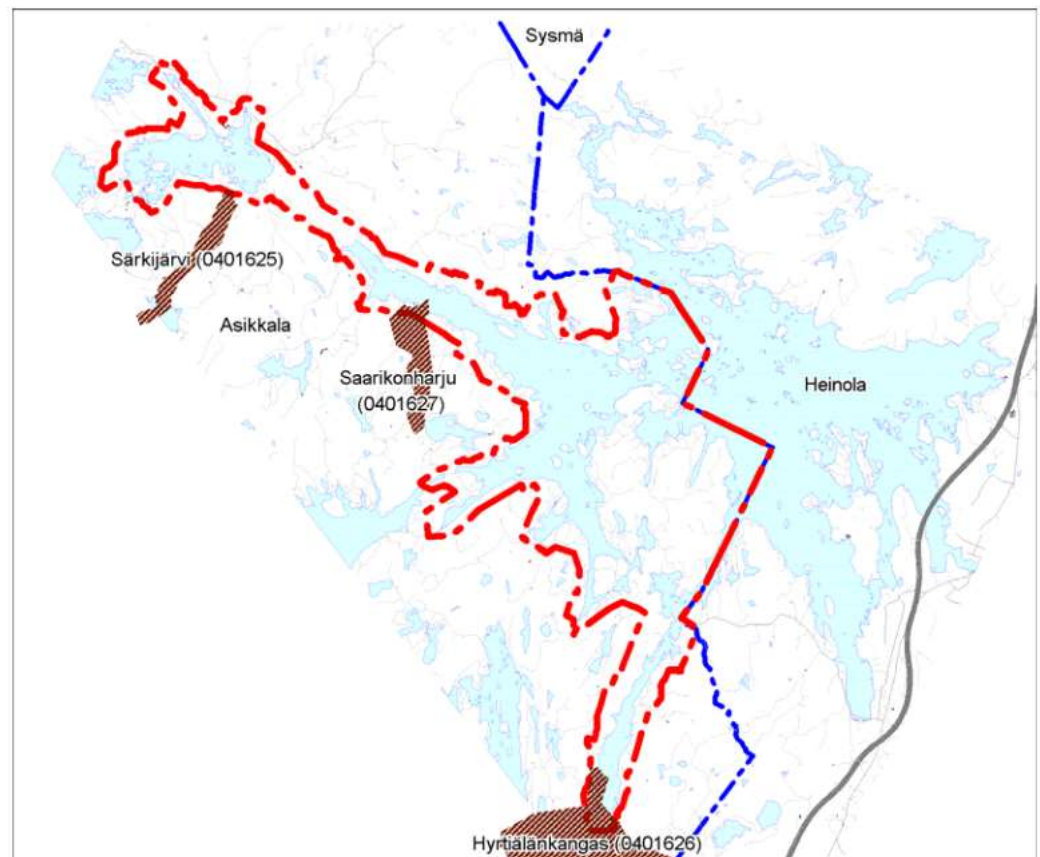 Sysmä
Särkijärvi (0401625)
Asikkala
Saarikonharju
(0401627)
Heinola
Hyrtiälänkangas (0401626)